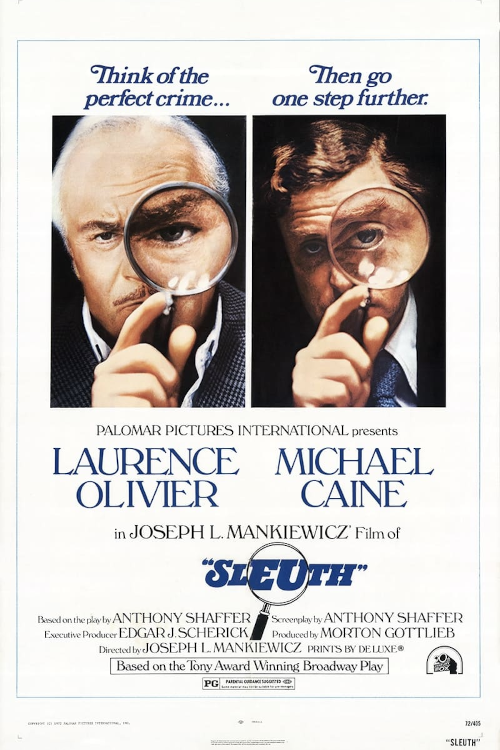 Think of the
perfect crime...
Then go
one step further.
PALOMAR PICTURES INTERNATIONAL presents
LAURENCE
OLIVIER
MICHAEL
CAINE
in JOSEPH L. MANKIEWICZ' Film of
"SLEUTH"
Based on the play by ANTHONY SHAFFER Screenplay by ANTHONY SHAFFER
Executive Producer EDGAR J. SCHERICK Produced by MORTON GOTTLIEB
Directed by JOSEPH L. MANKIEWICZ PRINTS BY DE LUXE®
Based on the Tony Award Winning Broadway Play
PG PARENTAL GUIDANCE SUGGESTED
72/405
"SLEUTH"